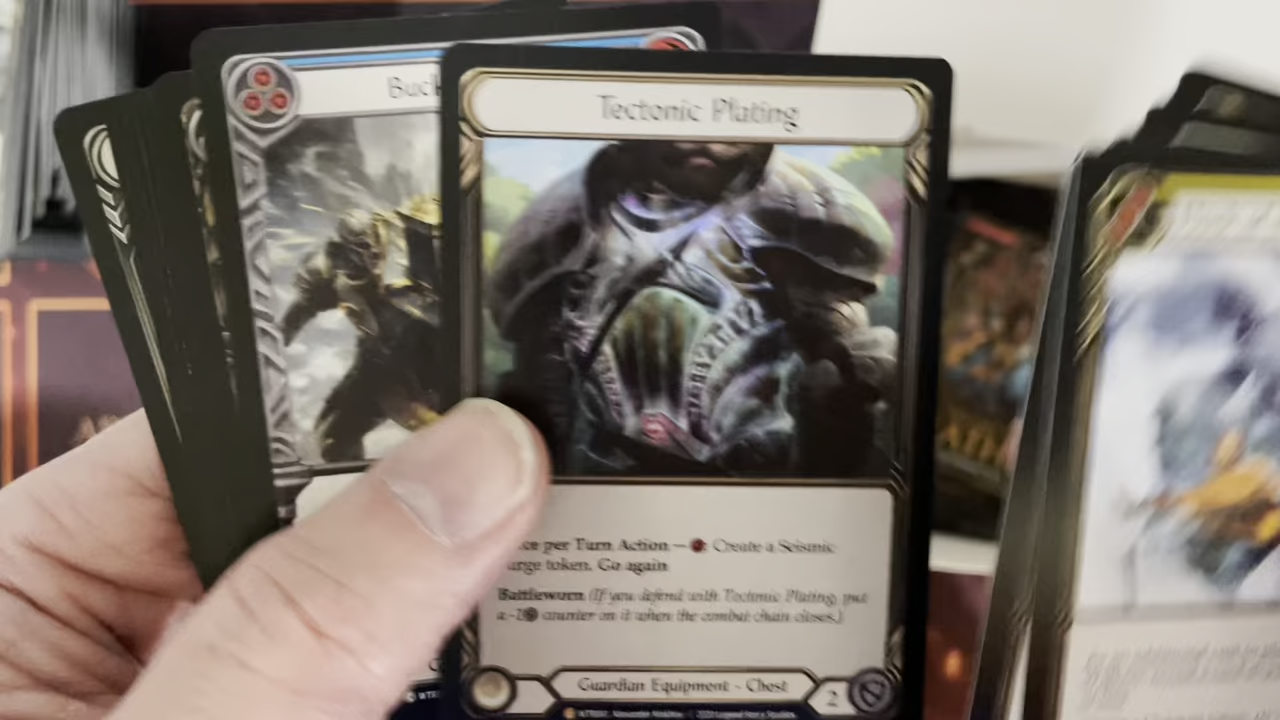 Buck
Tectonic Plating
ce per Turn Action — : Create a Seismic
urge token. Go again
Battleworn (If you defend with Tectonic Plating, put
a -1 counter on it when the combat chain closes.)
Guardian Equipment - Chest
2